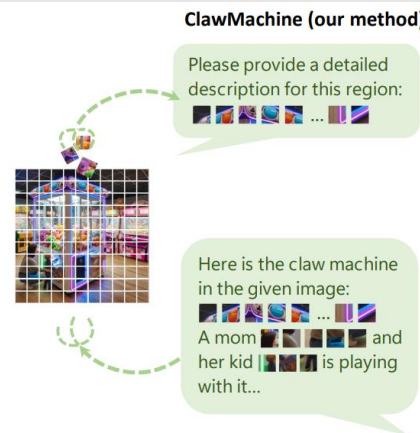 ClawMachine (our method)
Please provide a detailed
description for this region:
...
Here is the claw machine
in the given image:
...
A mom and
her kid is playing
with it...